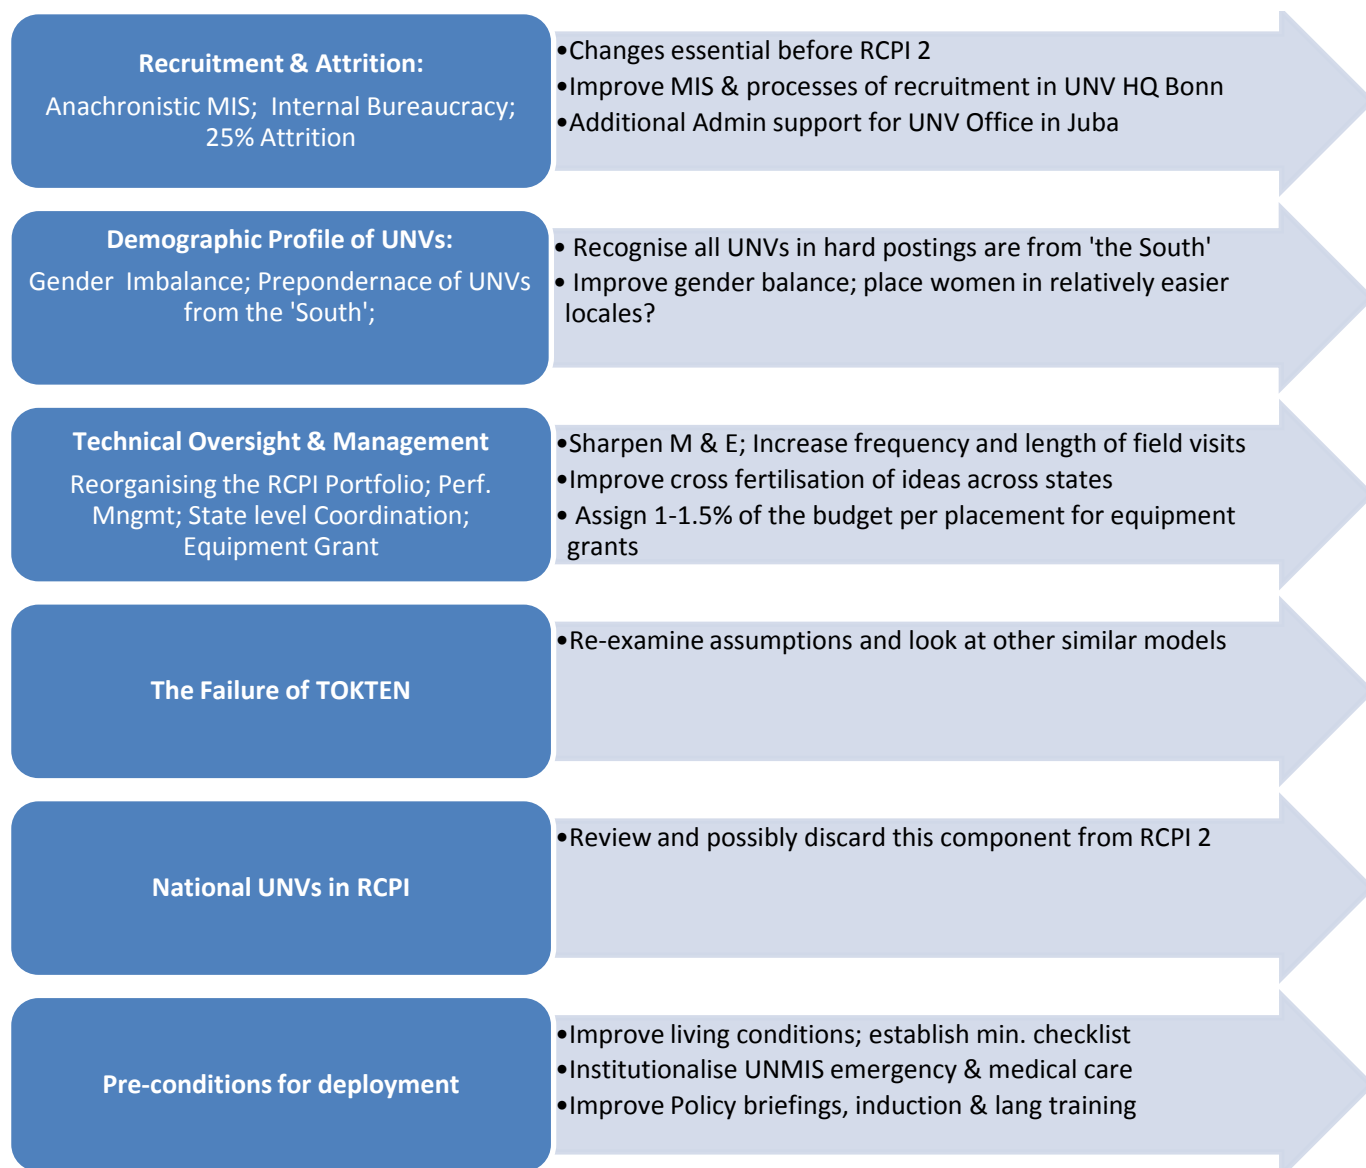 Recruitment & Attrition:
Anachronistic MIS; Internal Bureaucracy;
25% Attrition
•Changes essential before RCPI 2
•Improve MIS & processes of recruitment in UNV HQ Bonn
•Additional Admin support for UNV Office in Juba
Demographic Profile of UNVs:
Gender Imbalance; Prepondernace of UNVs
from the 'South';
• Recognise all UNVs in hard postings are from 'the South'
• Improve gender balance; place women in relatively easier
locales?
Technical Oversight & Management
Reorganising the RCPI Portfolio; Perf.
Mngmt; State level Coordination;
Equipment Grant
•Sharpen M & E; Increase frequency and length of field visits
•Improve cross fertilisation of ideas across states
• Assign 1-1.5% of the budget per placement for equipment
grants
The Failure of TOKTEN
•Re-examine assumptions and look at other similar models
National UNVs in RCPI
•Review and possibly discard this component from RCPI 2
Pre-conditions for deployment
•Improve living conditions; establish min. checklist
•Institutionalise UNMIS emergency & medical care
•Improve Policy briefings, induction & lang training